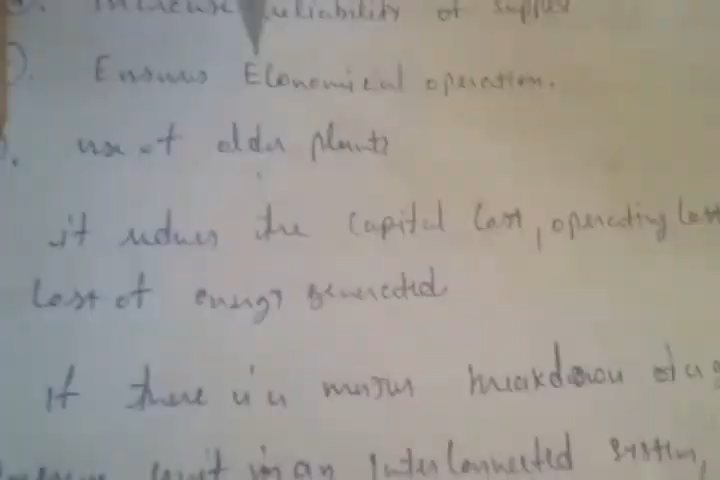 Increase reliability of supply
Ensures Economical operation.
use of older plants
it reduces the capital cost, operating cost
cost of energy generated
if there is a major breakdown of a
unit in an interconnected system,